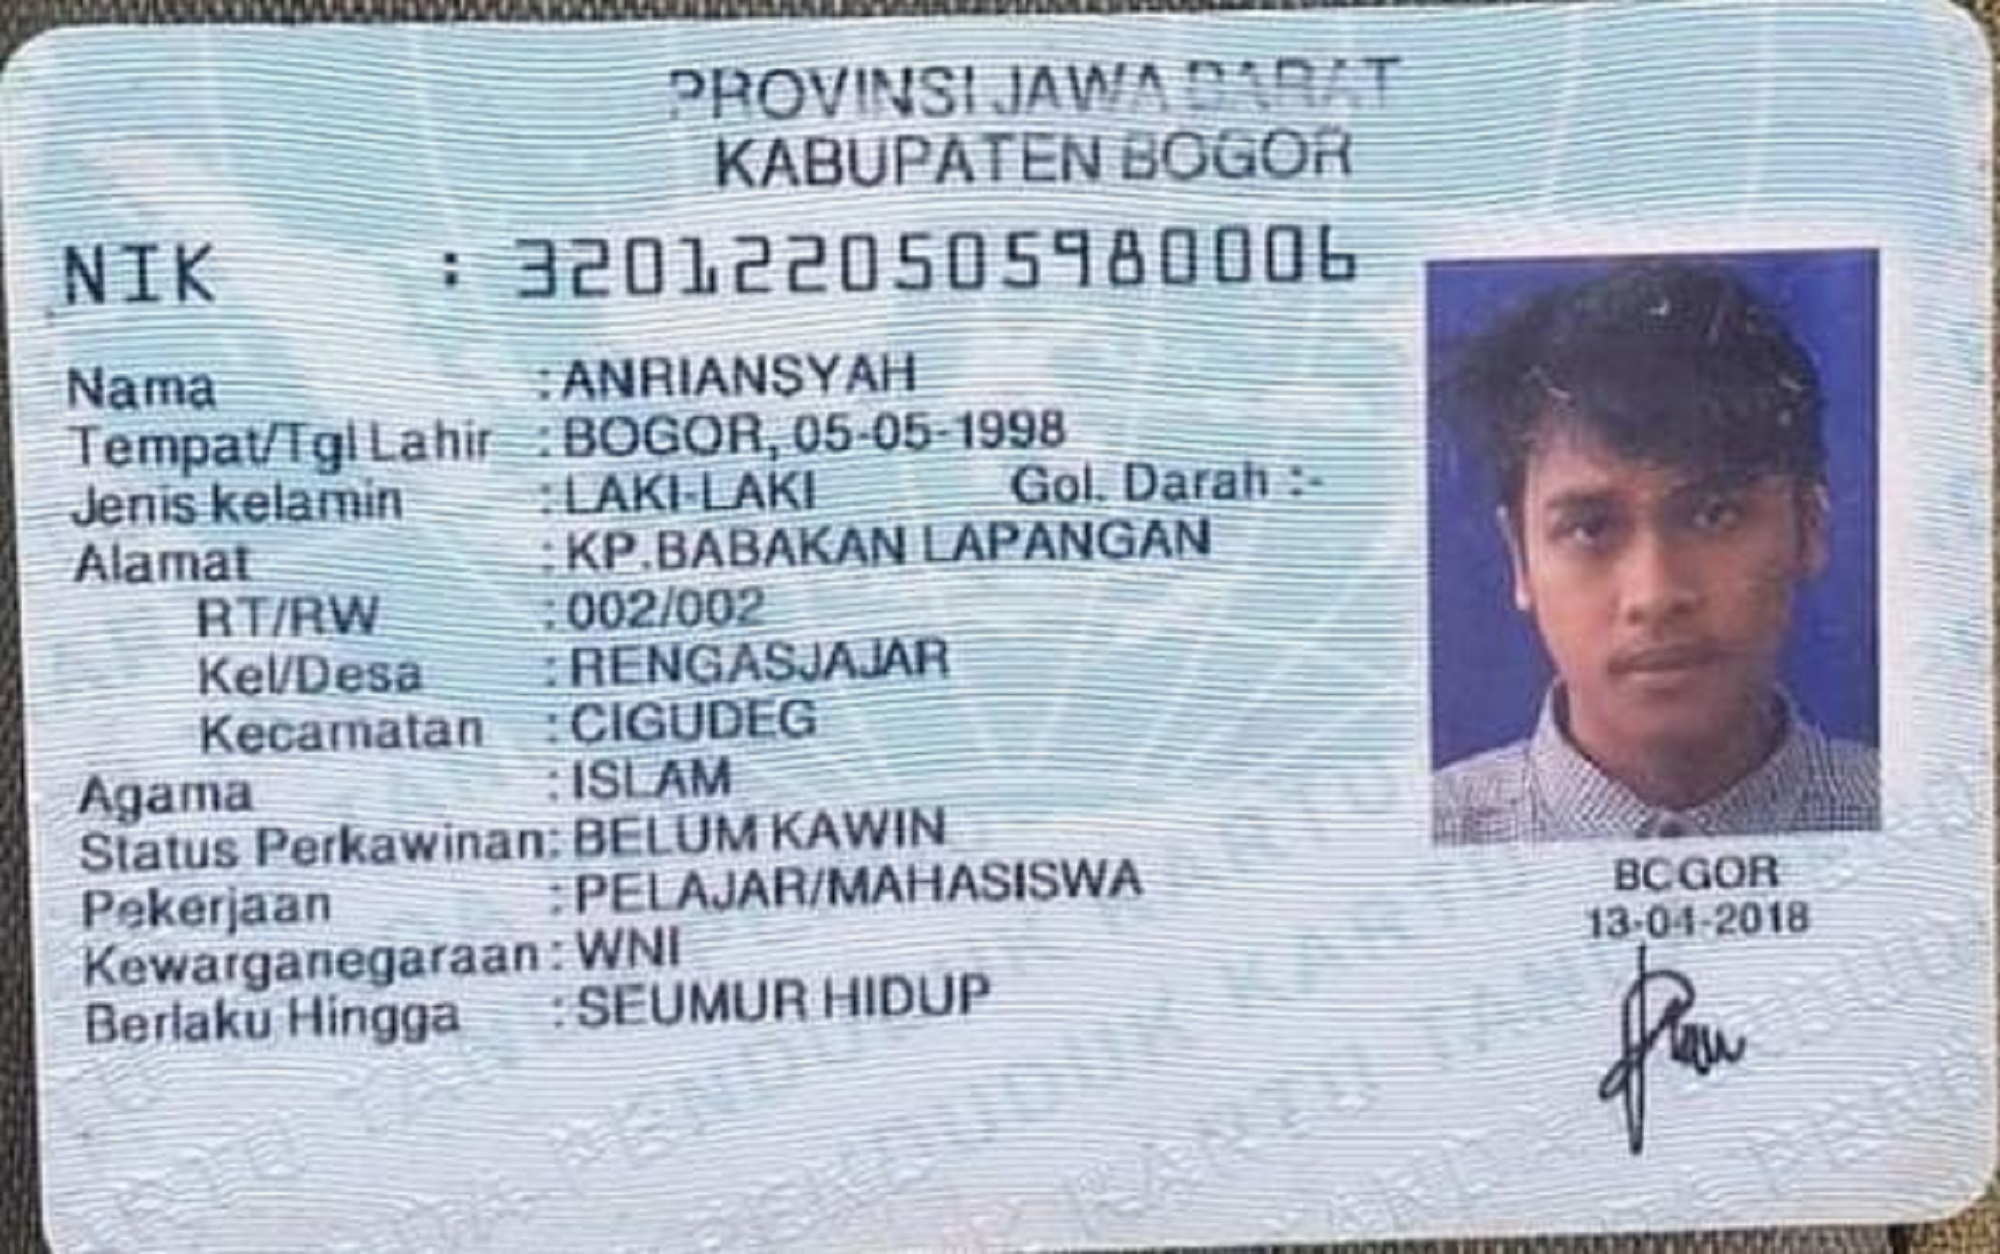 PROVINSI JAWA BARAT
KABUPATEN BOGOR
NIK : 3201220505980006
Nama : ANRIANSYAH
Tempat/Tgl Lahir : BOGOR, 05-05-1998
Jenis kelamin : LAKI-LAKI Gol. Darah :-
Alamat : KP.BABAKAN LAPANGAN
RT/RW : 002/002
Kel/Desa : RENGASJAJAR
Kecamatan : CIGUDEG
Agama : ISLAM
Status Perkawinan: BELUM KAWIN
Pekerjaan : PELAJAR/MAHASISWA
Kewarganegaraan : WNI
Berlaku Hingga : SEUMUR HIDUP
BOGOR
13-04-2018